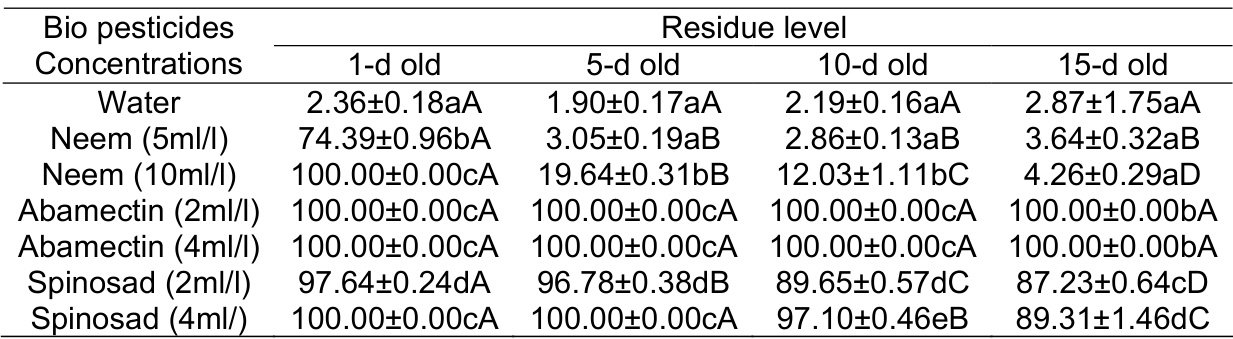 Bio pesticides Residue level
Concentrations 1-d old 5-d old 10-d old 15-d old
Water 2.36±0.18aA 1.90±0.17aA 2.19±0.16aA 2.87±1.75aA
Neem (5ml/l) 74.39±0.96bA 3.05±0.19aB 2.86±0.13aB 3.64±0.32aB
Neem (10ml/l) 100.00±0.00cA 19.64±0.31bB 12.03±1.11bC 4.26±0.29aD
Abamectin (2ml/l) 100.00±0.00cA 100.00±0.00cA 100.00±0.00cA 100.00±0.00bA
Abamectin (4ml/l) 100.00±0.00cA 100.00±0.00cA 100.00±0.00cA 100.00±0.00bA
Spinosad (2ml/l) 97.64±0.24dA 96.78±0.38dB 89.65±0.57dC 87.23±0.64cD
Spinosad (4ml/) 100.00±0.00cA 100.00±0.00cA 97.10±0.46eB 89.31±1.46dC